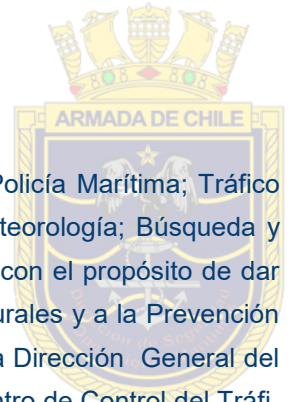 ARMADA DE CHILE
Policía Marítima; Tráfico
teorología; Búsqueda y
con el propósito de dar
urales y a la Prevención
a Dirección General del
ntro de Control del Tráfi-